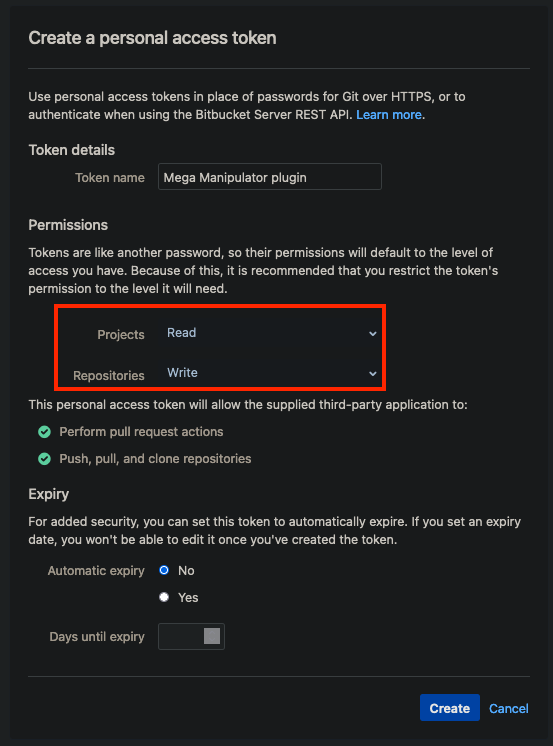 Create a personal access token
Use personal access tokens in place of passwords for Git over HTTPS, or to
authenticate when using the Bitbucket Server REST API. Learn more.
Token details
Token name Mega Manipulator plugin
Permissions
Tokens are like another password, so their permissions will default to the level of
access you have. Because of this, it is recommended that you restrict the token's
permission to the level it will need.
Projects Read
Repositories Write
This personal access token will allow the supplied third-party application to:
Perform pull request actions
Push, pull, and clone repositories
Expiry
For added security, you can set this token to automatically expire. If you set an expiry
date, you won't be able to edit it once you've created the token.
Automatic expiry No
Yes
Days until expiry
Create Cancel